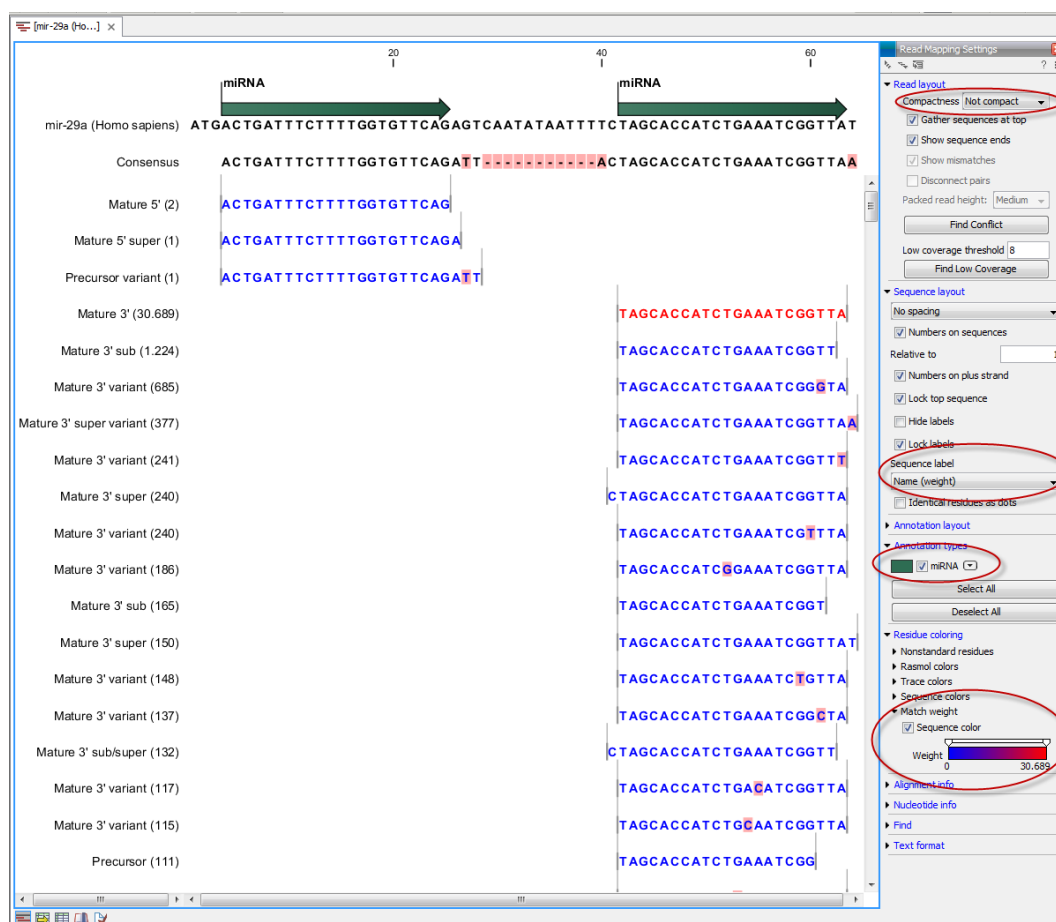 [mir-29a (Ho...]
20 40 60
miRNA miRNA
mir-29a (Homo sapiens) ATGACTGATTTCTTTTGGTGTTCAGAGTCAATATAATTTTCTAGCACCATCTGAAATCGGTTAT
Consensus ACTGATTTCTTTTGGTGTTCAGATT-----------ACTAGCACCATCTGAAATCGGTTAA
Mature 5' (2) ACTGATTTCTTTTGGTGTTCAG
Mature 5' super (1) ACTGATTTCTTTTGGTGTTCAGA
Precursor variant (1) ACTGATTTCTTTTGGTGTTCAGATT
Mature 3' (30.689) TAGCACCATCTGAAATCGGTTA
Mature 3' sub (1.224) TAGCACCATCTGAAATCGGTT
Mature 3' variant (685) TAGCACCATCTGAAATCGGGTA
Mature 3' super variant (377) TAGCACCATCTGAAATCGGTTAA
Mature 3' variant (241) TAGCACCATCTGAAATCGGTTT
Mature 3' super (240) CTAGCACCATCTGAAATCGGTTA
Mature 3' variant (240) TAGCACCATCTGAAATCGTTTA
Mature 3' variant (186) TAGCACCATCGGAAATCGGTTA
Mature 3' sub (165) TAGCACCATCTGAAATCGGT
Mature 3' super (150) TAGCACCATCTGAAATCGGTTAT
Mature 3' variant (148) TAGCACCATCTGAAATCTGTTA
Mature 3' variant (137) TAGCACCATCTGAAATCGGCTA
Mature 3' sub/super (132) CTAGCACCATCTGAAATCGGTT
Mature 3' variant (117) TAGCACCATCTGACATCGGTTA
Mature 3' variant (115) TAGCACCATCTGCAATCGGTTA
Precursor (111) TAGCACCATCTGAAATCGG
Read Mapping Settings
?
Read layout
Compactness Not compact
Gather sequences at top
Show sequence ends
Show mismatches
Disconnect pairs
Packed read height: Medium
Find Conflict
Low coverage threshold 8
Find Low Coverage
Sequence layout
No spacing
Numbers on sequences
Relative to 1
Numbers on plus strand
Lock top sequence
Hide labels
Lock labels
Sequence label
Name (weight)
Identical residues as dots
Annotation layout
Annotation types
miRNA
Select All
Deselect All
Residue coloring
Nonstandard residues
Rasmol colors
Trace colors
Sequence colors
Match weight
Sequence color
Weight
0 30.689
Alignment info
Nucleotide info
Find
Text format